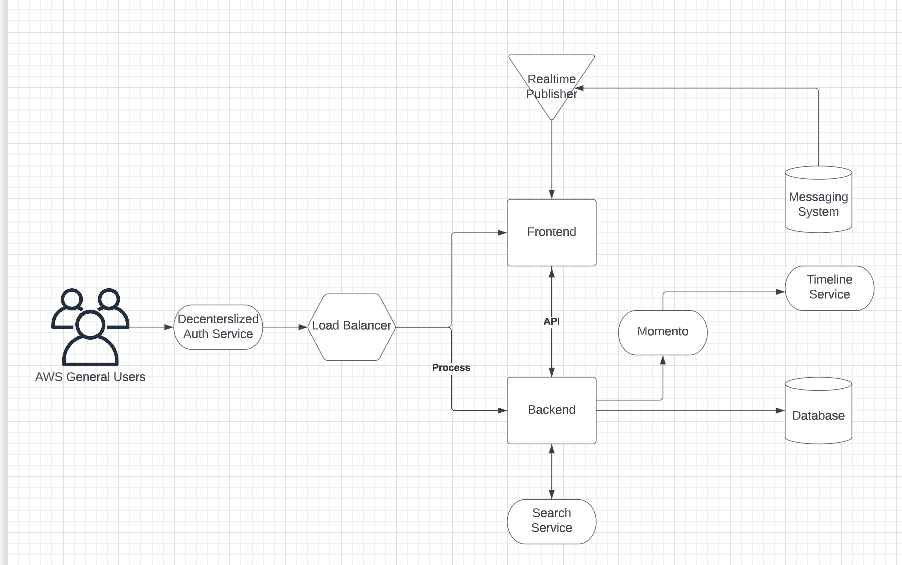 Realtime
Publisher
Messaging
System
Frontend
Timeline
Service
Decenterslized
Auth Service
Load Balancer
API
Momento
AWS General Users
Process
Backend
Database
Search
Service